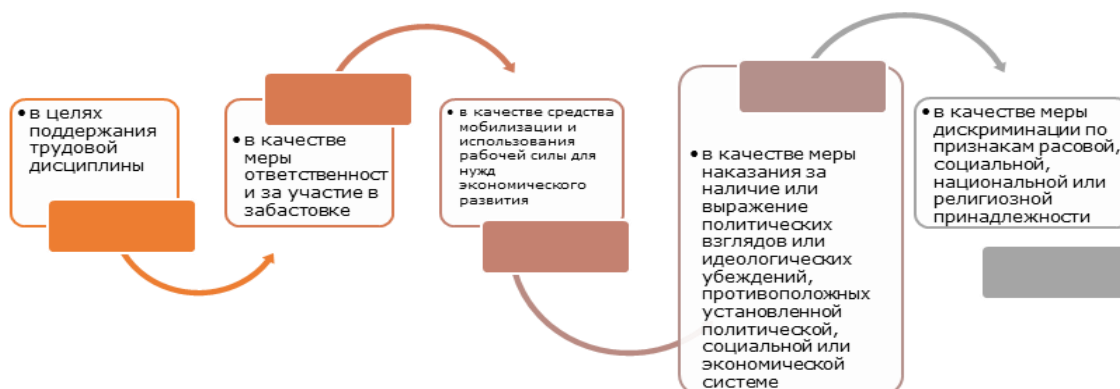 • в целях
поддержания
трудовой
дисциплины
• в качестве
меры
ответственност
и за участие в
забастовке
• в качестве средства
мобилизации и
использования
рабочей силы для
нужд
экономического
развития
• в качестве меры
наказания за
наличие или
выражение
политических
взглядов или
идеологических
убеждений,
противоположных
установленной
политической,
социальной или
экономической
системе
• в качестве меры
дискриминации по
признакам расовой,
социальной,
национальной или
религиозной
принадлежности